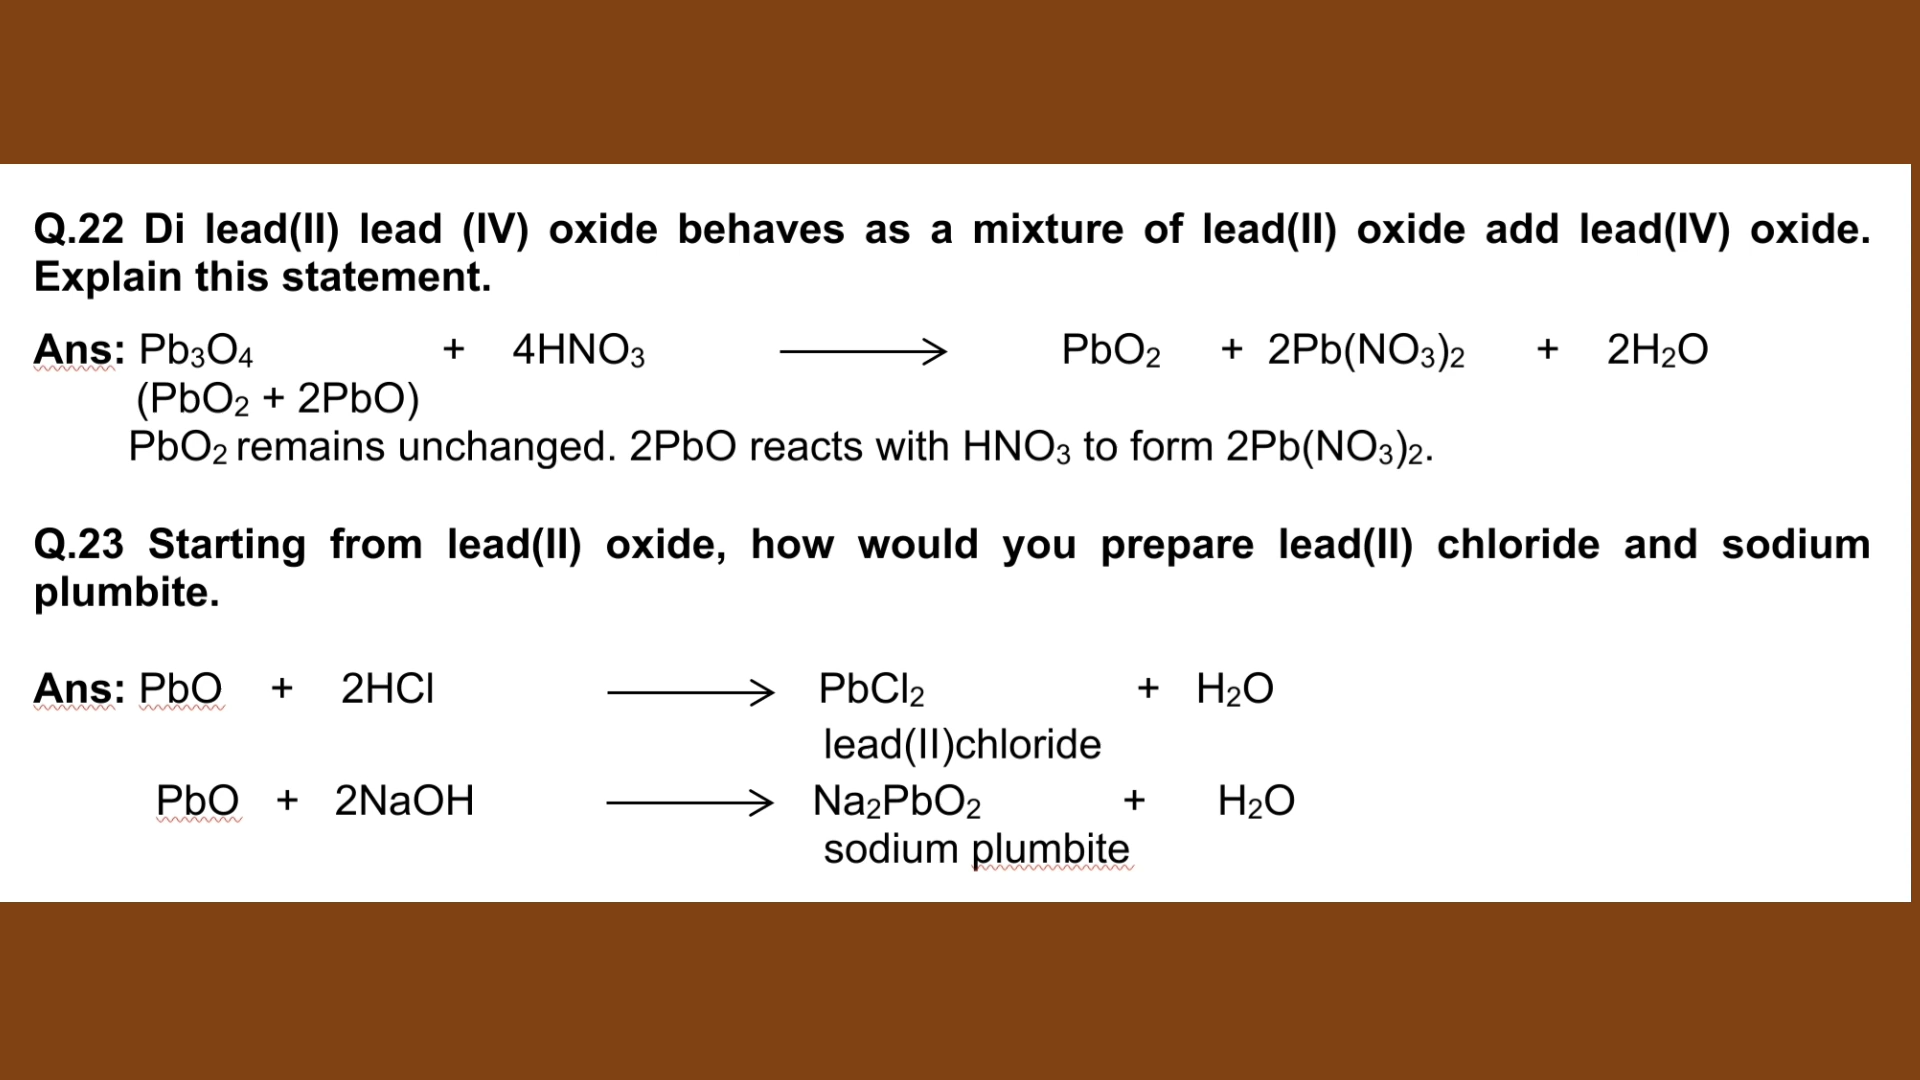 Q.22 Di lead(II) lead (IV) oxide behaves as a mixture of lead(II) oxide add lead(IV) oxide.
Explain this statement.
Ans: Pb₃O₄ + 4HNO₃ ⟶ PbO₂ + 2Pb(NO₃)₂ + 2H₂O
(PbO₂ + 2PbO)
PbO₂ remains unchanged. 2PbO reacts with HNO₃ to form 2Pb(NO₃)₂.
Q.23 Starting from lead(II) oxide, how would you prepare lead(II) chloride and sodium
plumbite.
Ans: PbO + 2HCl ⟶ PbCl₂ + H₂O
lead(II)chloride
PbO + 2NaOH ⟶ Na₂PbO₂ + H₂O
sodium plumbite